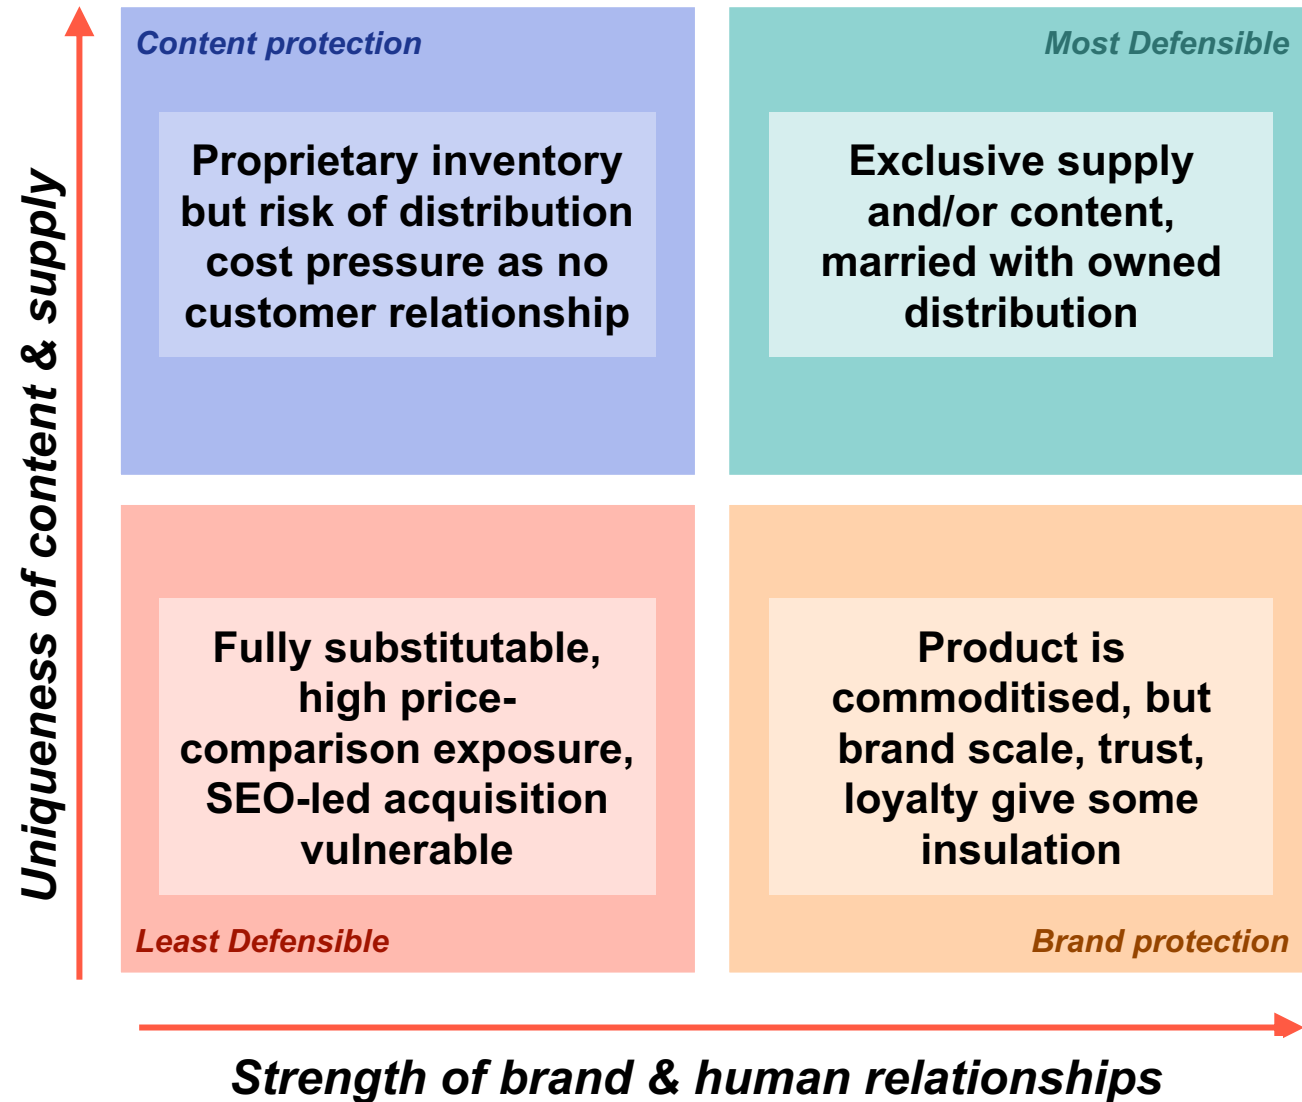 Uniqueness of content & supply
Content protection
Proprietary inventory
but risk of distribution
cost pressure as no
customer relationship
Most Defensible
Exclusive supply
and/or content,
married with owned
distribution
Fully substitutable,
high price-
comparison exposure,
SEO-led acquisition
vulnerable
Least Defensible
Product is
commoditised, but
brand scale, trust,
loyalty give some
insulation
Brand protection
Strength of brand & human relationships